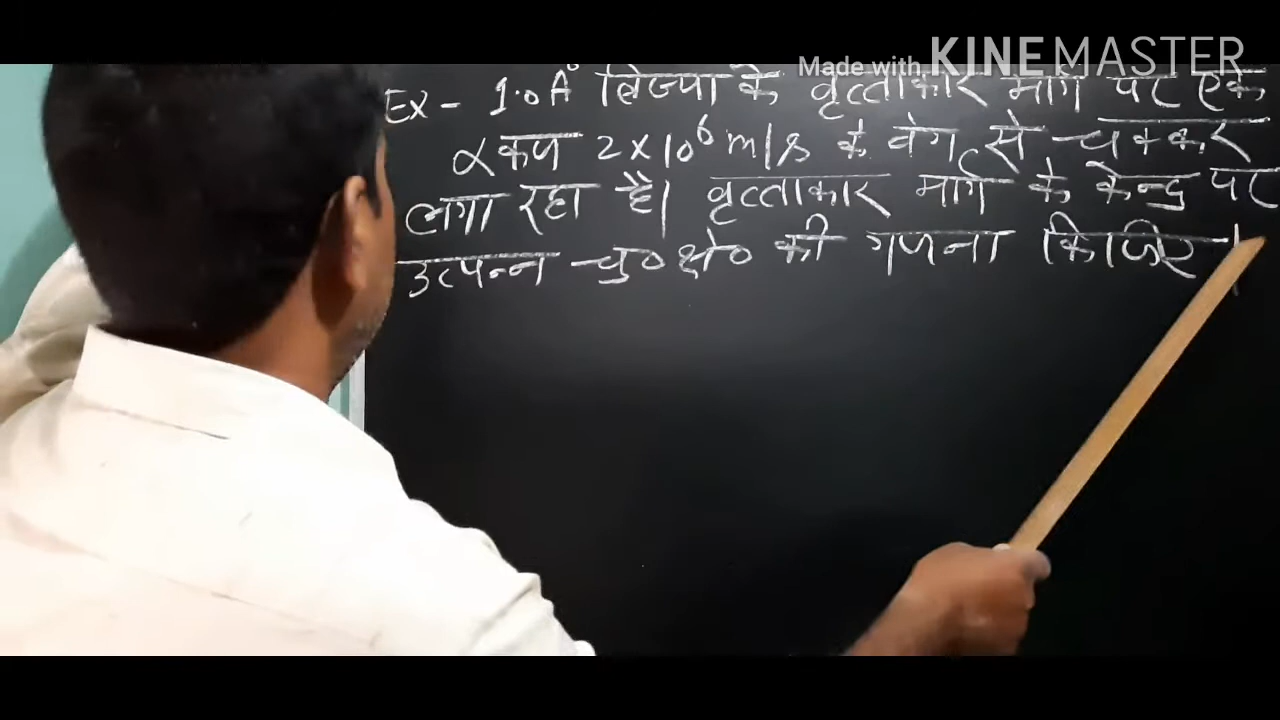 Made with KINEMASTER
Ex - 1.0 A° त्रिज्या के वृत्ताकार मार्ग पर एक
α कण 2×10⁶ m/s के वेग से चक्कर
लगा रहा है। वृत्ताकार मार्ग के केन्द्र पर
उत्पन्न चु० क्षे० की गणना किजिए।